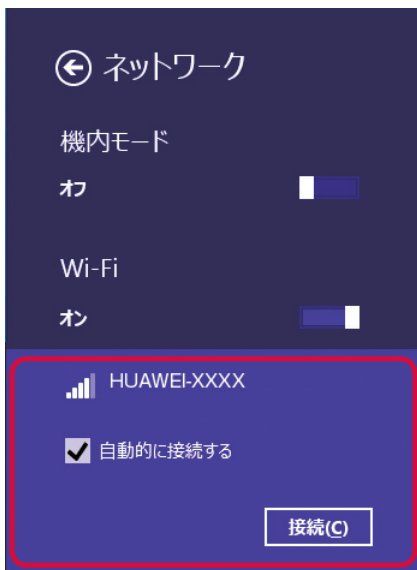 ネットワーク
機内モード
オフ
Wi-Fi
オン
HUAWEI-XXXX
自動的に接続する
接続(C)